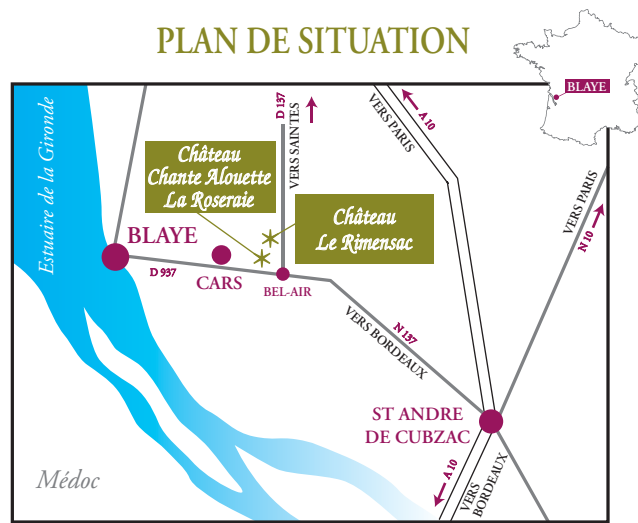 PLAN DE SITUATION
BLAYE
Estuaire de la Gironde
D 137
VERS SAINTES
VERS PARIS
A 10
Château
Chante Alouette
La Roseraie
Château
Le Rimensac
VERS PARIS
N 10
BLAYE
D 937
CARS
BEL-AIR
N 137
VERS BORDEAUX
ST ANDRE
DE CUBZAC
Médoc
A 10
VERS
BORDEAUX